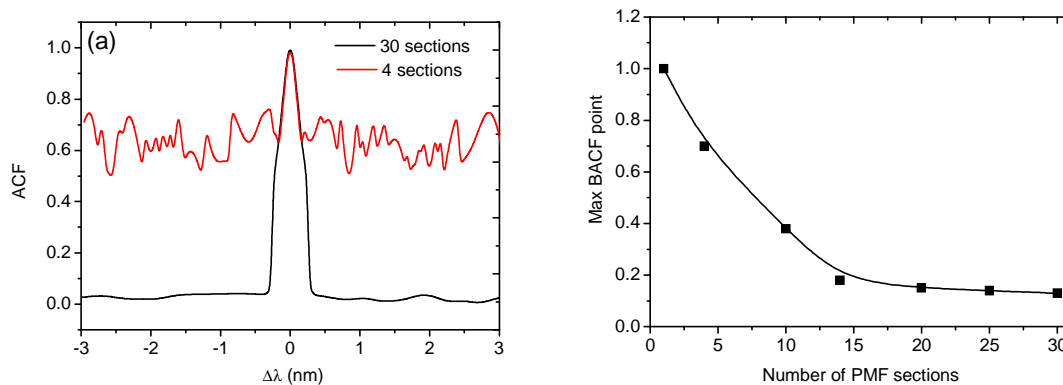 (a)
30 sections
4 sections
1.0
0.8
0.6
0.4
0.2
0.0
ACF
-3 -2 -1 0 1 2 3
Δλ (nm)
1.2
1.0
0.8
0.6
0.4
0.2
0.0
Max BACF point
0 5 10 15 20 25 30
Number of PMF sections